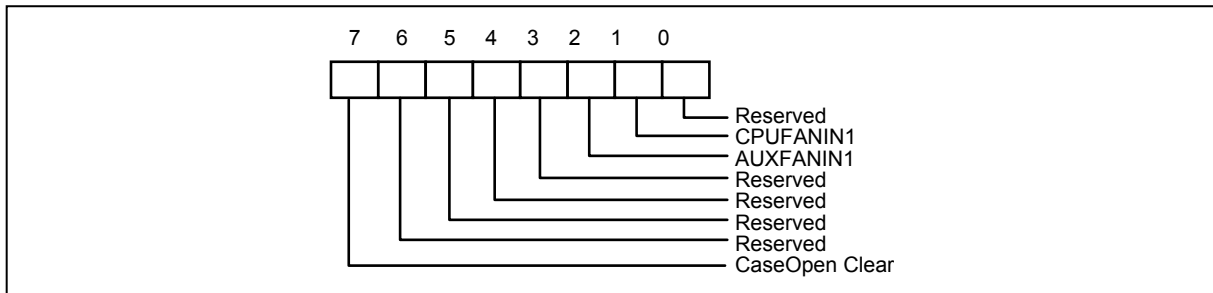 7 6 5 4 3 2 1 0
Reserved
CPUFANIN1
AUXFANIN1
Reserved
Reserved
Reserved
Reserved
CaseOpen Clear